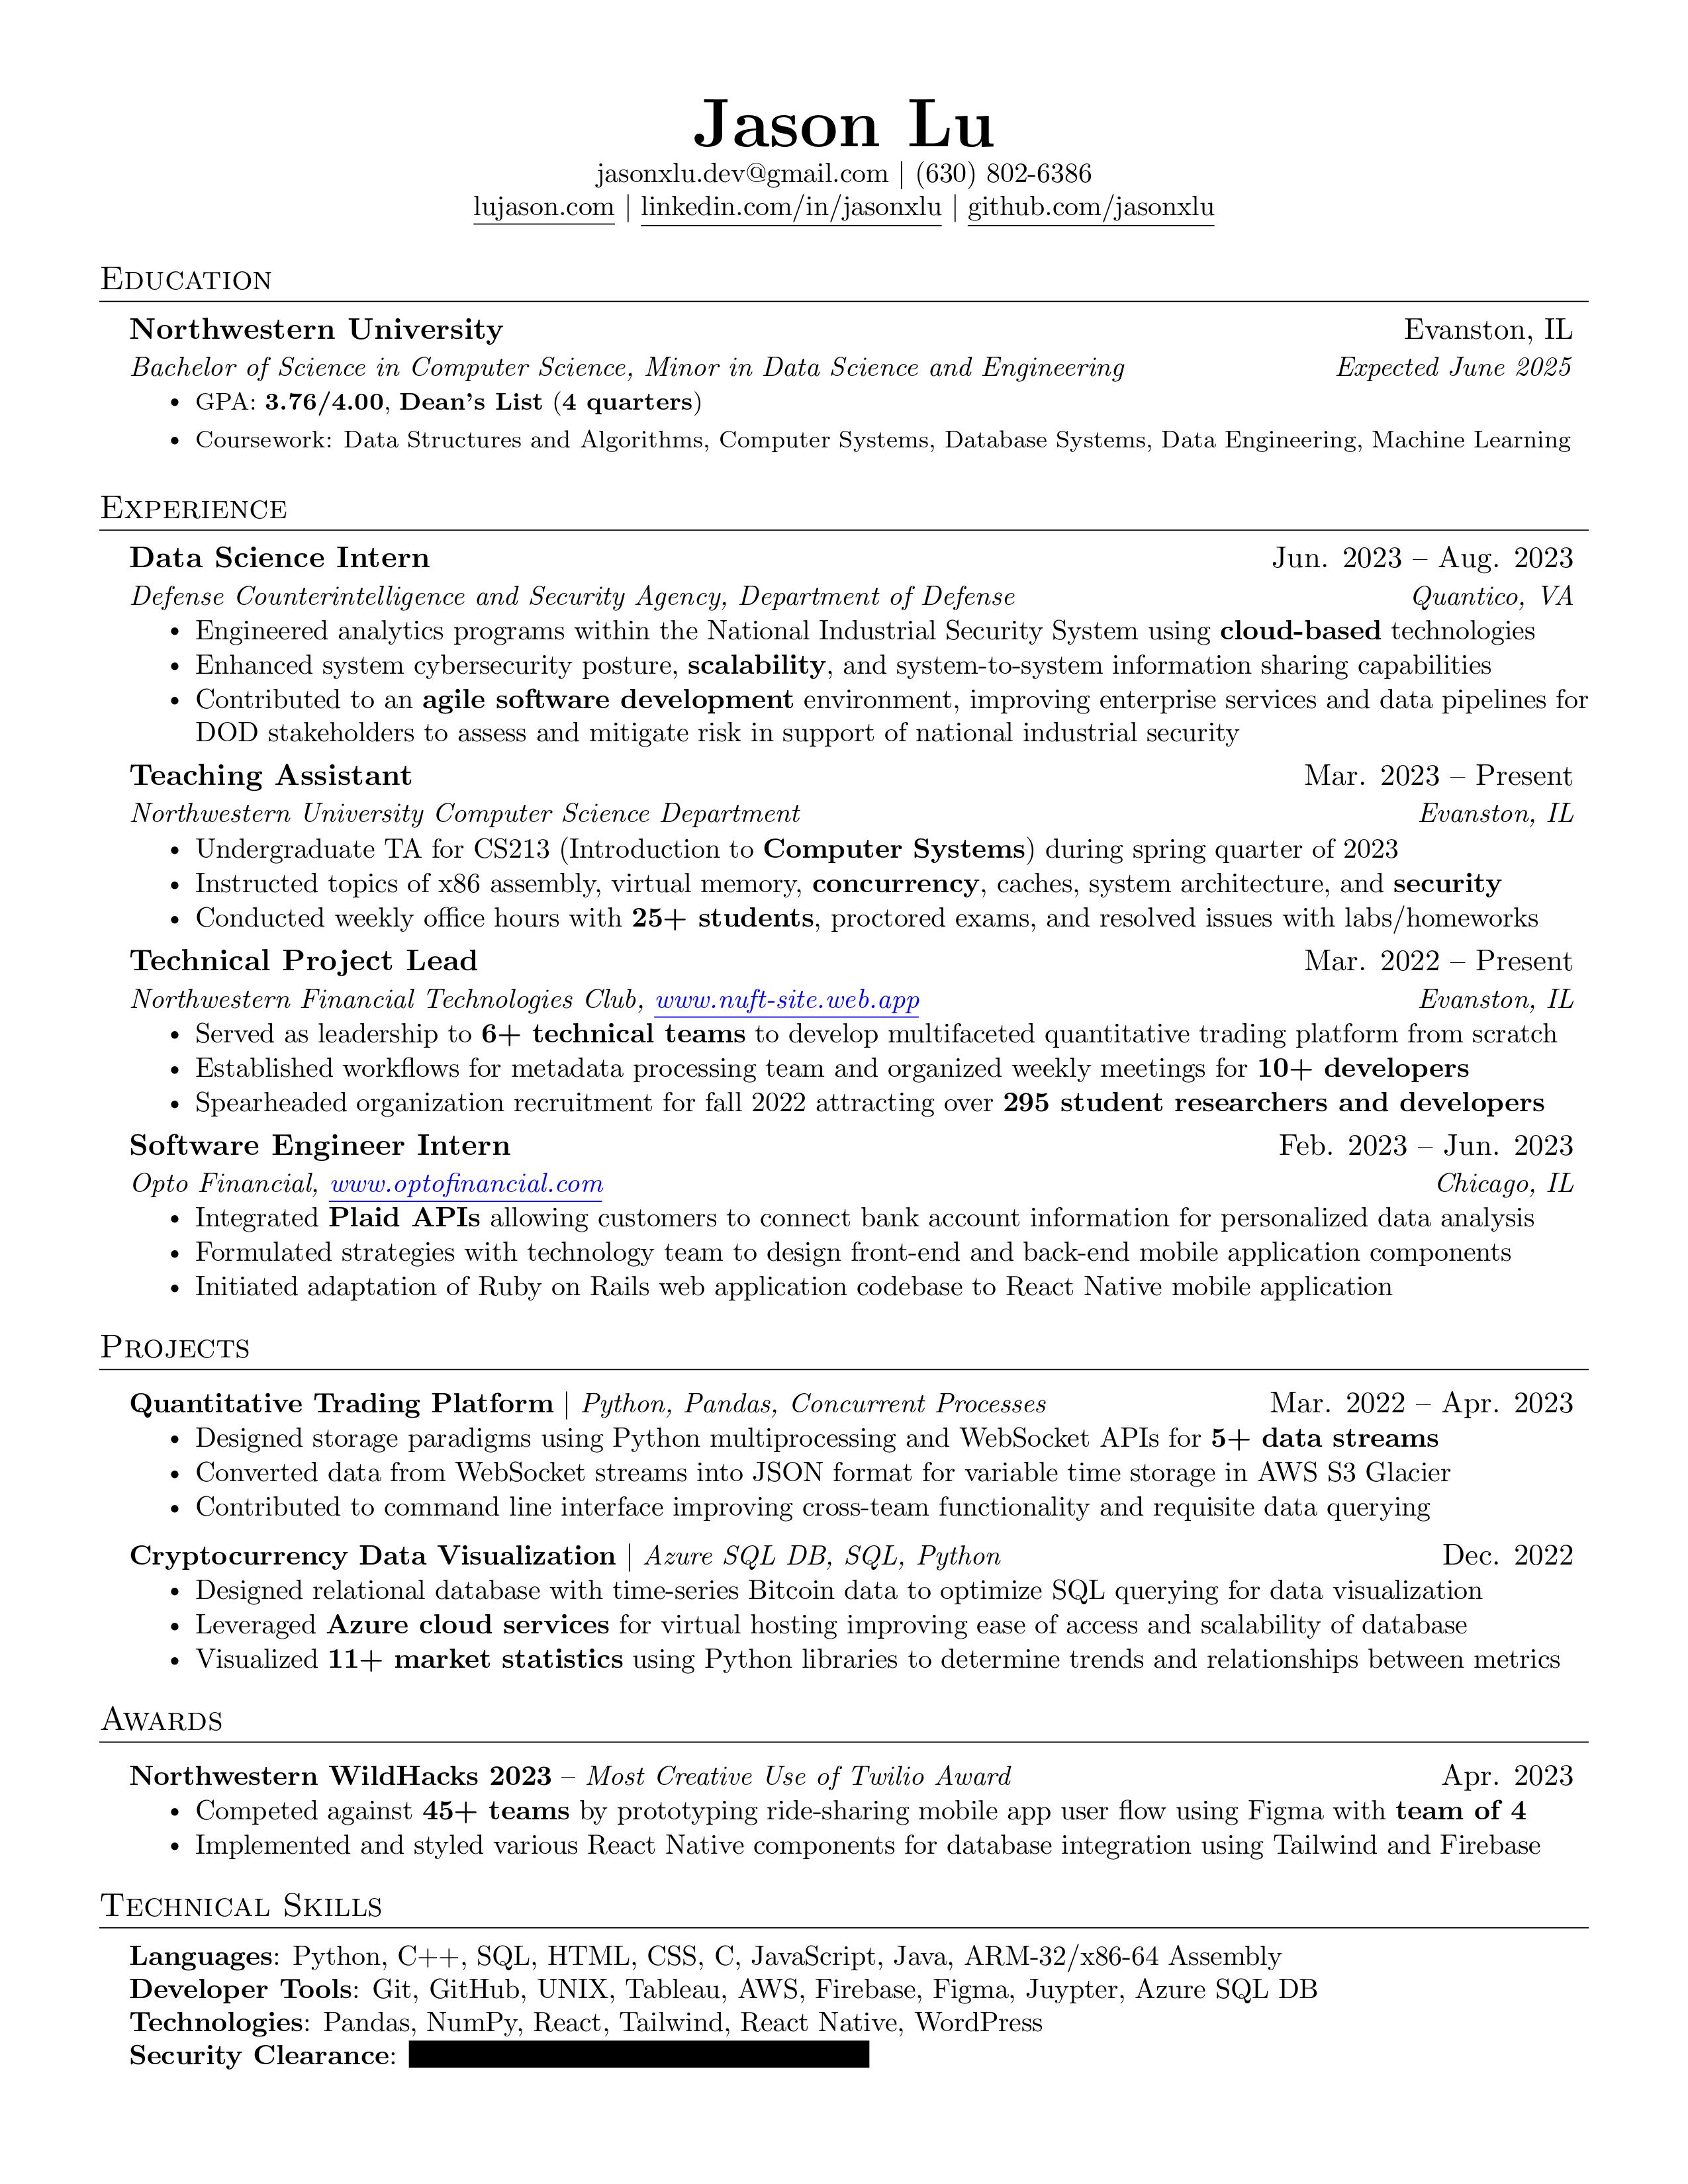 Jason Lu
jasonxlu.dev@gmail.com | (630) 802-6386
lujason.com | linkedin.com/in/jasonxlu | github.com/jasonxlu
Education
Northwestern University Evanston, IL
Bachelor of Science in Computer Science, Minor in Data Science and Engineering Expected June 2025
• GPA: 3.76/4.00, Dean's List (4 quarters)
• Coursework: Data Structures and Algorithms, Computer Systems, Database Systems, Data Engineering, Machine Learning
Experience
Data Science Intern Jun. 2023 – Aug. 2023
Defense Counterintelligence and Security Agency, Department of Defense Quantico, VA
• Engineered analytics programs within the National Industrial Security System using cloud-based technologies
• Enhanced system cybersecurity posture, scalability, and system-to-system information sharing capabilities
• Contributed to an agile software development environment, improving enterprise services and data pipelines for
DOD stakeholders to assess and mitigate risk in support of national industrial security
Teaching Assistant Mar. 2023 – Present
Northwestern University Computer Science Department Evanston, IL
• Undergraduate TA for CS213 (Introduction to Computer Systems) during spring quarter of 2023
• Instructed topics of x86 assembly, virtual memory, concurrency, caches, system architecture, and security
• Conducted weekly office hours with 25+ students, proctored exams, and resolved issues with labs/homeworks
Technical Project Lead Mar. 2022 – Present
Northwestern Financial Technologies Club, www.nuft-site.web.app Evanston, IL
• Served as leadership to 6+ technical teams to develop multifaceted quantitative trading platform from scratch
• Established workflows for metadata processing team and organized weekly meetings for 10+ developers
• Spearheaded organization recruitment for fall 2022 attracting over 295 student researchers and developers
Software Engineer Intern Feb. 2023 – Jun. 2023
Opto Financial, www.optofinancial.com Chicago, IL
• Integrated Plaid APIs allowing customers to connect bank account information for personalized data analysis
• Formulated strategies with technology team to design front-end and back-end mobile application components
• Initiated adaptation of Ruby on Rails web application codebase to React Native mobile application
Projects
Quantitative Trading Platform | Python, Pandas, Concurrent Processes Mar. 2022 – Apr. 2023
• Designed storage paradigms using Python multiprocessing and WebSocket APIs for 5+ data streams
• Converted data from WebSocket streams into JSON format for variable time storage in AWS S3 Glacier
• Contributed to command line interface improving cross-team functionality and requisite data querying
Cryptocurrency Data Visualization | Azure SQL DB, SQL, Python Dec. 2022
• Designed relational database with time-series Bitcoin data to optimize SQL querying for data visualization
• Leveraged Azure cloud services for virtual hosting improving ease of access and scalability of database
• Visualized 11+ market statistics using Python libraries to determine trends and relationships between metrics
Awards
Northwestern WildHacks 2023 – Most Creative Use of Twilio Award Apr. 2023
• Competed against 45+ teams by prototyping ride-sharing mobile app user flow using Figma with team of 4
• Implemented and styled various React Native components for database integration using Tailwind and Firebase
Technical Skills
Languages: Python, C++, SQL, HTML, CSS, C, JavaScript, Java, ARM-32/x86-64 Assembly
Developer Tools: Git, GitHub, UNIX, Tableau, AWS, Firebase, Figma, Juypter, Azure SQL DB
Technologies: Pandas, NumPy, React, Tailwind, React Native, WordPress
Security Clearance: